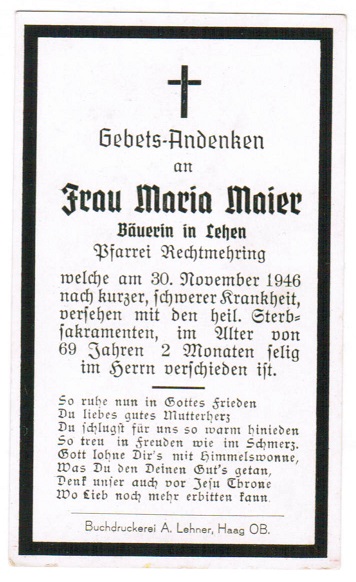 Gebets-Andenken
an
Frau Maria Maier
Bäuerin in Lehen
Pfarrei Rechtmehring
welche am 30. November 1946
nach kurzer, schwerer Krankheit,
versehen mit den heil. Sterb-
sakramenten, im Alter von
69 Jahren 2 Monaten selig
im Herrn verschieden ist.
So ruhe nun in Gottes Frieden
Du liebes gutes Mutterherz
Du schlugst für uns so warm hinieden
So treu in Freuden wie im Schmerz.
Gott lohne Dir's mit Himmelswonne,
Was Du den Deinen Gut's getan,
Denk unser auch vor Jesu Throne
Wo Lieb noch mehr erbitten kann
Buchdruckerei A. Lehner, Haag OB.